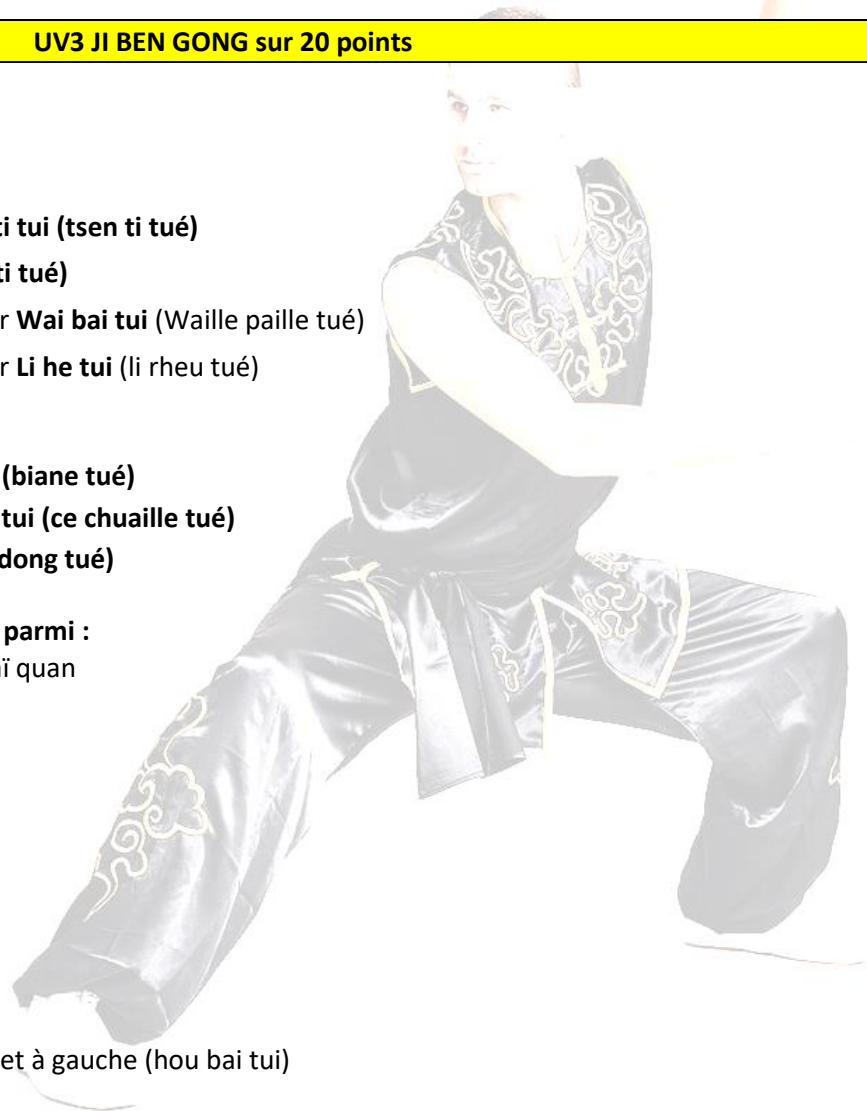 UV3 JI BEN GONG sur 20 points
ti tui (tsen ti tué)
ti tué)
r Wai bai tui (Waille paille tué)
r Li he tui (li rheu tué)
(biane tué)
tui (ce chuaille tué)
dong tué)
parmi :
ï quan
et à gauche (hou bai tui)